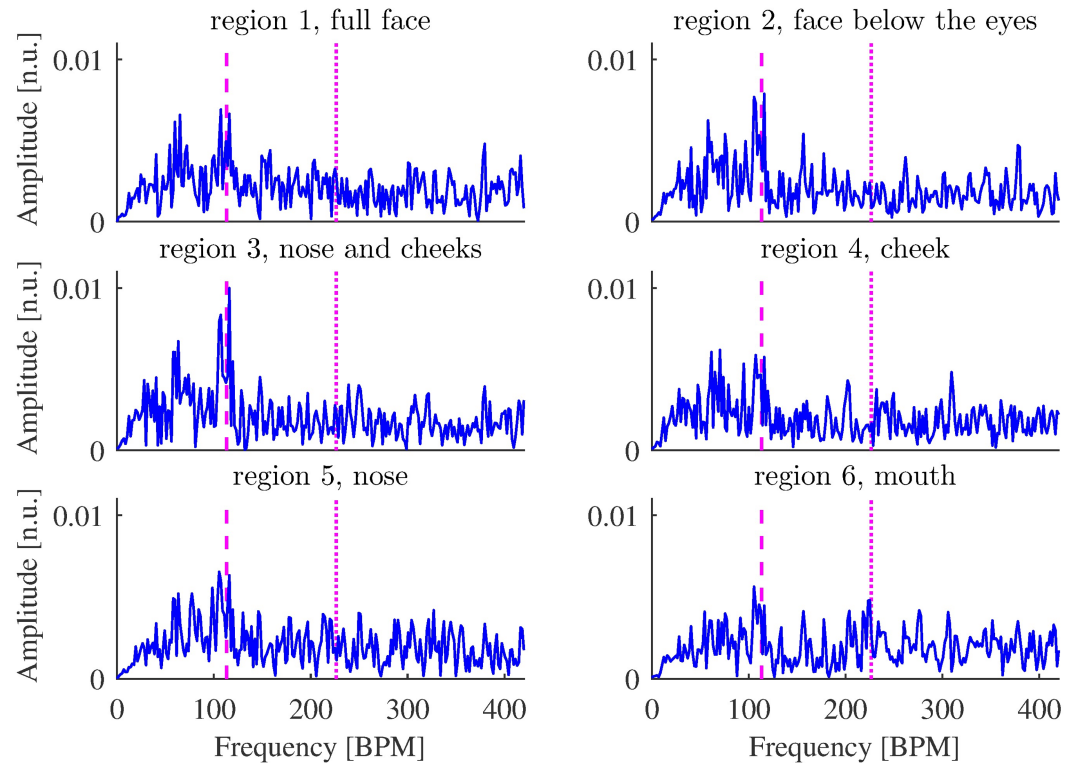 region 1, full face
region 2, face below the eyes
Amplitude [n.u.]
0.01
0
0.01
0
region 3, nose and cheeks
region 4, cheek
Amplitude [n.u.]
0.01
0
0.01
0
region 5, nose
region 6, mouth
Amplitude [n.u.]
0.01
0
0.01
0
0 100 200 300 400
0 100 200 300 400
Frequency [BPM]
Frequency [BPM]